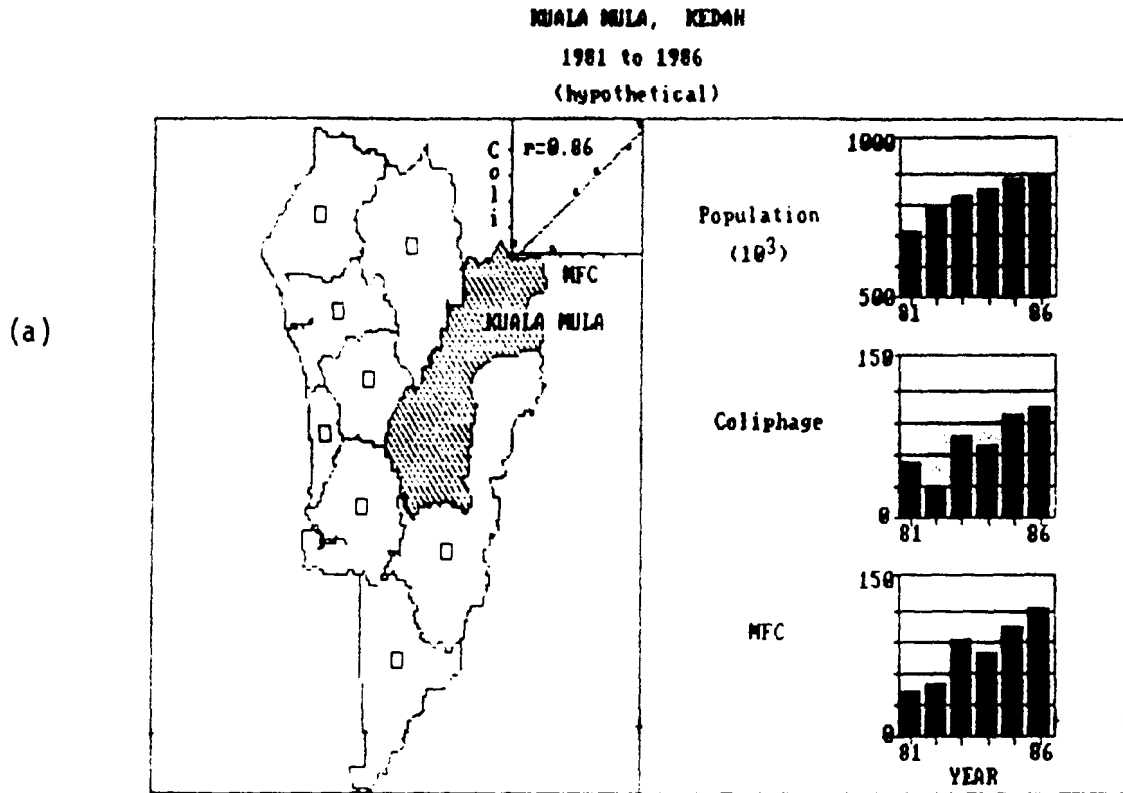 KUALA MULA, KEDAH
1981 to 1986
(hypothetical)
(a)
Coli
r=0.86
MFC
KUALA MULA
Population
(10³)
1000
500
81 86
Coliphage
150
0
81 86
MFC
150
0
81 86
YEAR